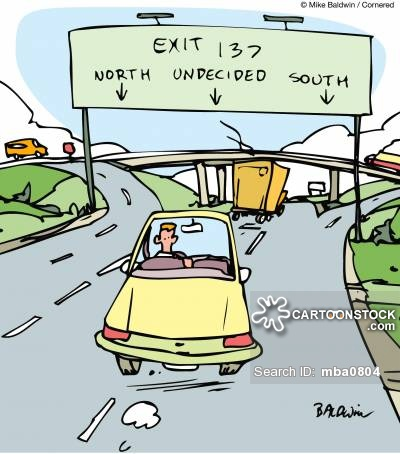 © Mike Baldwin / Cornered
EXIT 137
NORTH UNDECIDED SOUTH
CARTOONSTOCK
.com
Search ID: mba0804
BALDWIN